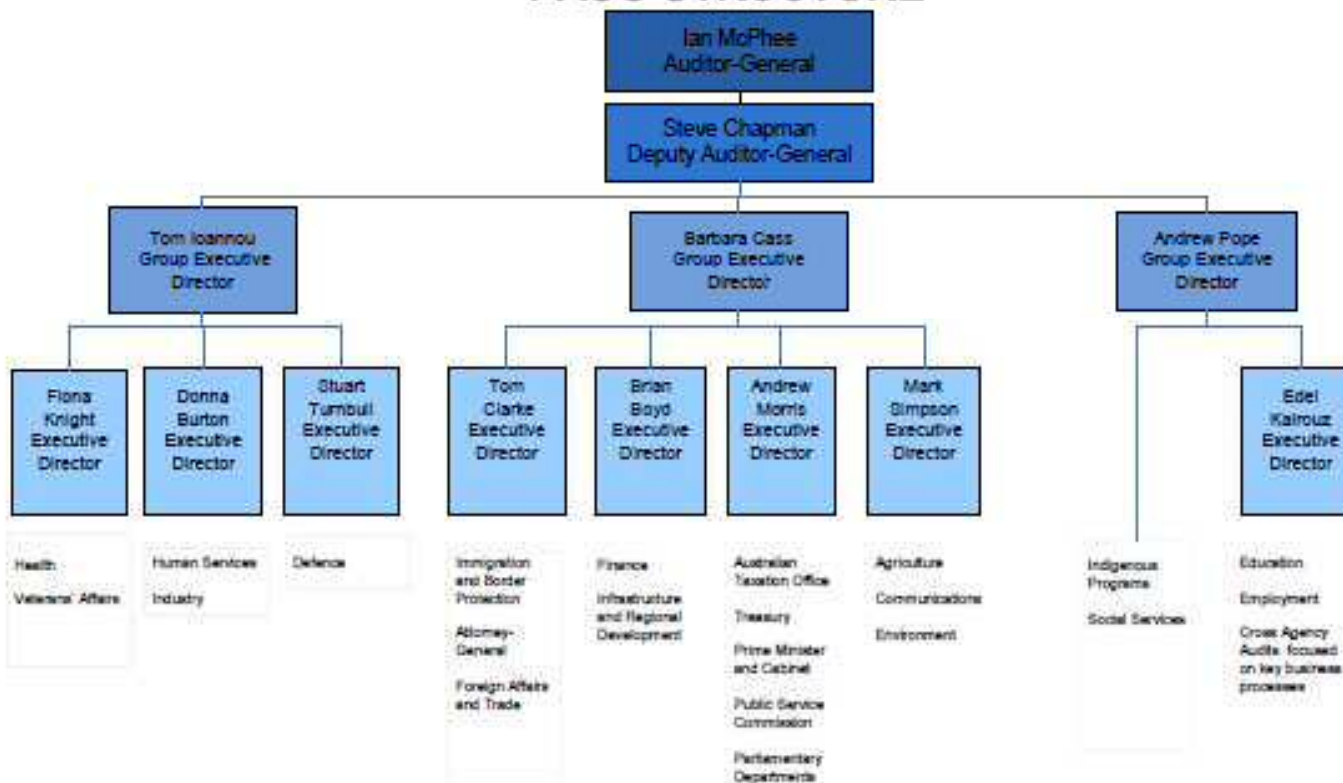 Ian McPhee
Auditor-General
Steve Chapman
Deputy Auditor-General
Tom Ioannou
Group Executive
Director
Barbara Cass
Group Executive
Director
Andrew Pope
Group Executive
Director
Fiona
Knight
Executive
Director
Donna
Burton
Executive
Director
Stuart
Turnbull
Executive
Director
Tom
Clarke
Executive
Director
Brian
Boyd
Executive
Director
Andrew
Morris
Executive
Director
Mark
Simpson
Executive
Director
Edel
Kairouz
Executive
Director
Health
Veterans' Affairs
Human Services
Industry
Defence
Immigration
and Border
Protection
Attorney-
General
Foreign Affairs
and Trade
Finance
Infrastructure
and Regional
Development
Australian
Taxation Office
Treasury
Prime Minister
and Cabinet
Public Service
Commission
Parliamentary
Departments
Agriculture
Communications
Environment
Indigenous
Programs
Social Services
Education
Employment
Cross Agency
Audits focused
on key business
processes